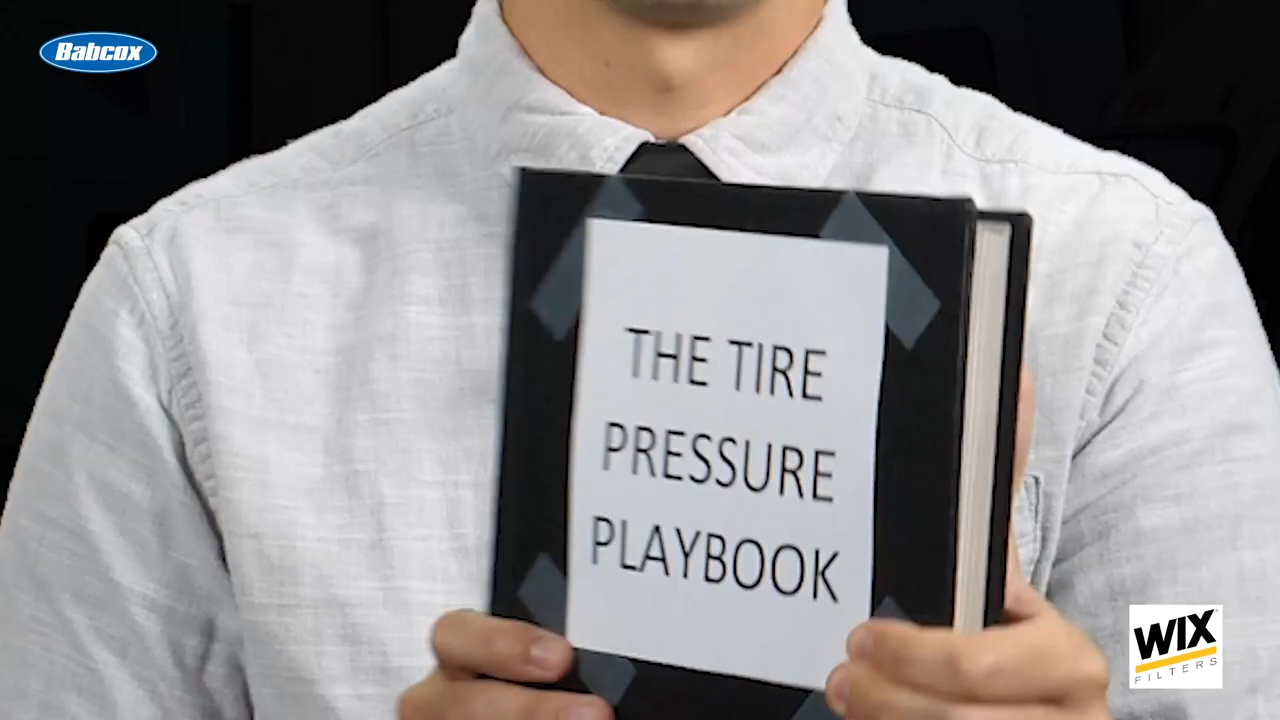 Babcox
THE TIRE
PRESSURE
PLAYBOOK
WIX
FILTERS